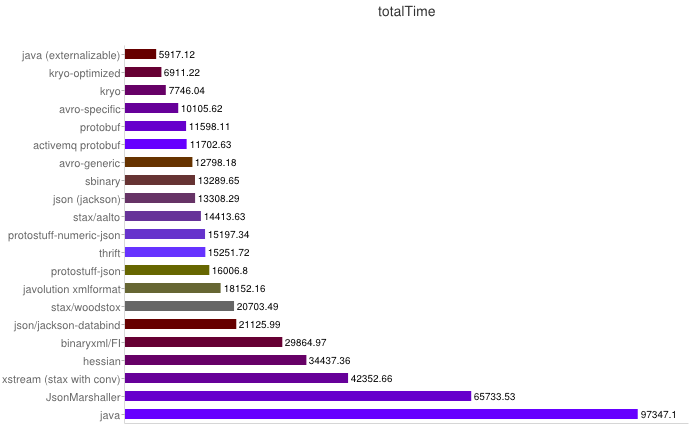 totalTime
java (externalizable) 5917.12
kryo-optimized 6911.22
kryo 7746.04
avro-specific 10105.62
protobuf 11598.11
activemq protobuf 11702.63
avro-generic 12798.18
sbinary 13289.65
json (jackson) 13308.29
stax/aalto 14413.63
protostuff-numeric-json 15197.34
thrift 15251.72
protostuff-json 16006.8
javolution xmlformat 18152.16
stax/woodstox 20703.49
json/jackson-databind 21125.99
binaryxml/FI 29864.97
hessian 34437.36
xstream (stax with conv) 42352.66
JsonMarshaller 65733.53
java 97347.1